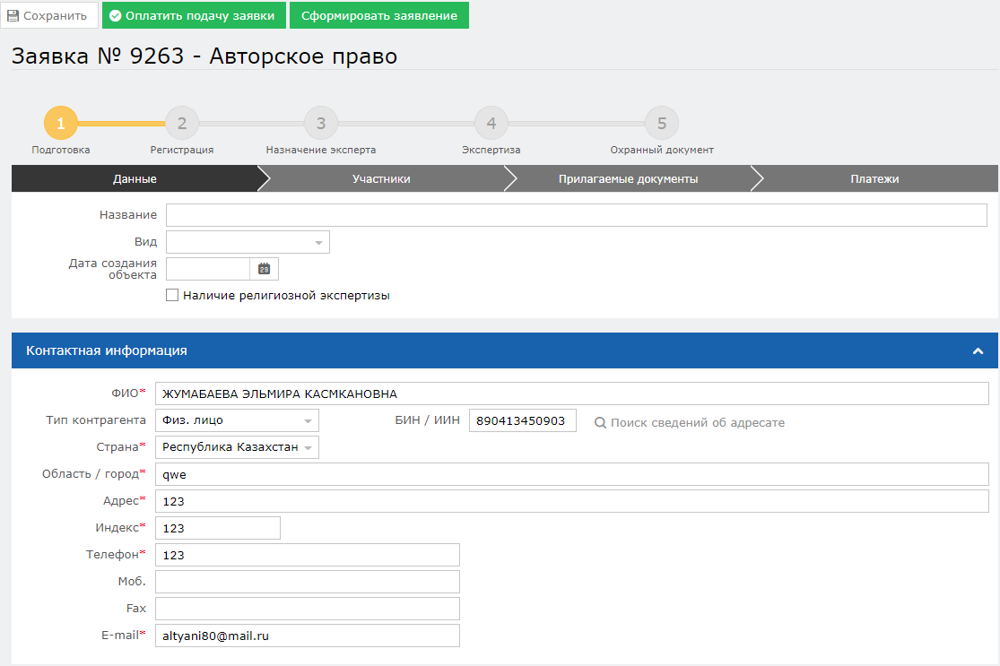 Сохранить Оплатить подачу заявки Сформировать заявление
Заявка № 9263 - Авторское право
1 2 3 4 5
Подготовка Регистрация Назначение эксперта Экспертиза Охранный документ
Данные Участники Прилагаемые документы Платежи
Название
Вид
Дата создания
объекта 29
Наличие религиозной экспертизы
Контактная информация
ФИО* ЖУМАБАЕВА ЭЛЬМИРА КАСМКАНОВНА
Тип контрагента Физ. лицо БИН / ИИН 890413450903 Поиск сведений об адресате
Страна* Республика Казахстан
Область / город* qwe
Адрес* 123
Индекс* 123
Телефон* 123
Моб.
Fax
E-mail* altyani80@mail.ru